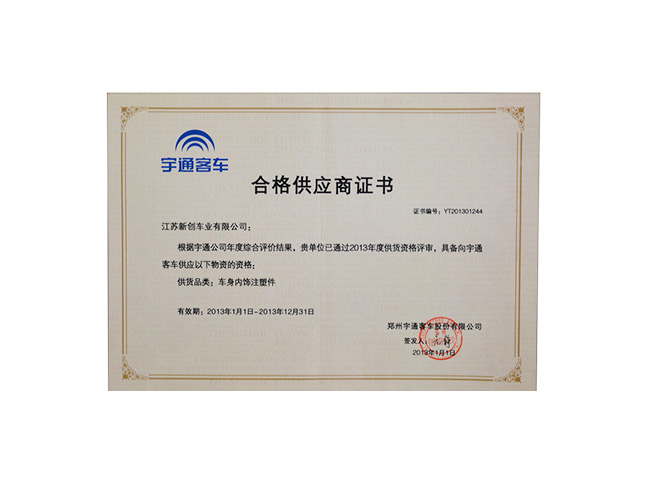 宇通客车
合格供应商证书
证书编号：YT201301244
江苏新创车业有限公司：
根据宇通公司年度综合评价结果，贵单位已通过2013年度供货资格评审，具备向宇通
客车供应以下物资的资格：
供货品类：车身内饰注塑件
有效期：2013年1月1日-2013年12月31日
郑州宇通客车股份有限公司
签发人：
2013年1月1日